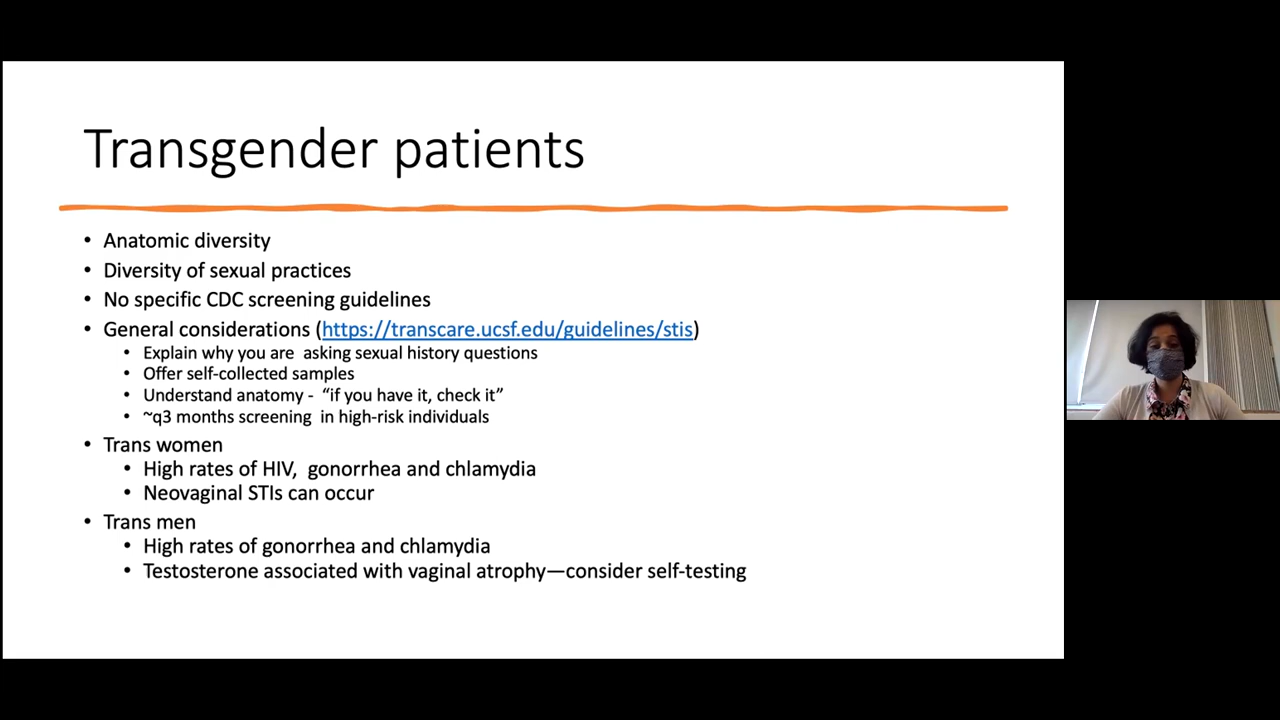 Transgender patients
• Anatomic diversity
• Diversity of sexual practices
• No specific CDC screening guidelines
• General considerations (https://transcare.ucsf.edu/guidelines/stis)
• Explain why you are  asking sexual history questions
• Offer self-collected samples
• Understand anatomy -  “if you have it, check it”
• ~q3 months screening  in high-risk individuals
• Trans women
• High rates of HIV,  gonorrhea and chlamydia
• Neovaginal STIs can occur
• Trans men
• High rates of gonorrhea and chlamydia
• Testosterone associated with vaginal atrophy—consider self-testing